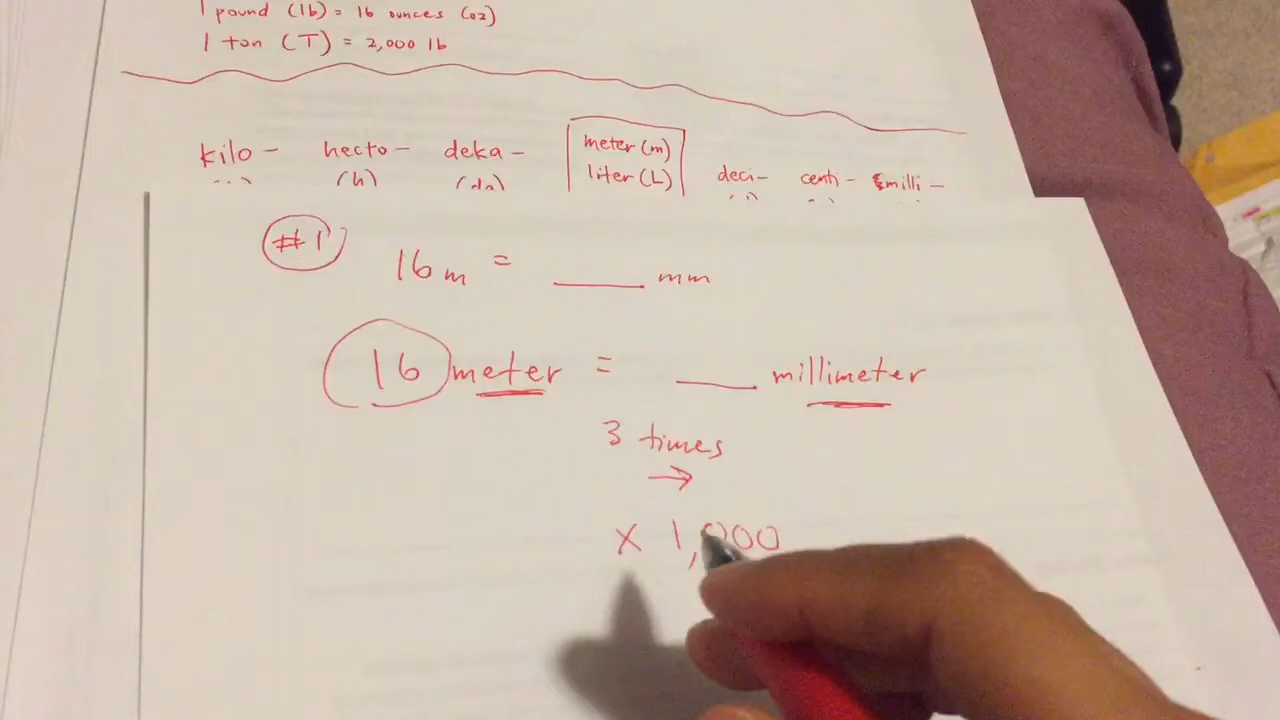 1 pound (lb) = 16 ounces (oz)
1 ton (T) = 2,000 lb
kilo- hecto- deka- meter (m) deci- centi- milli-
(h) liter (L)
#1
16 m = ____ mm
16 meter = ____ millimeter
3 times
→
x 1,000